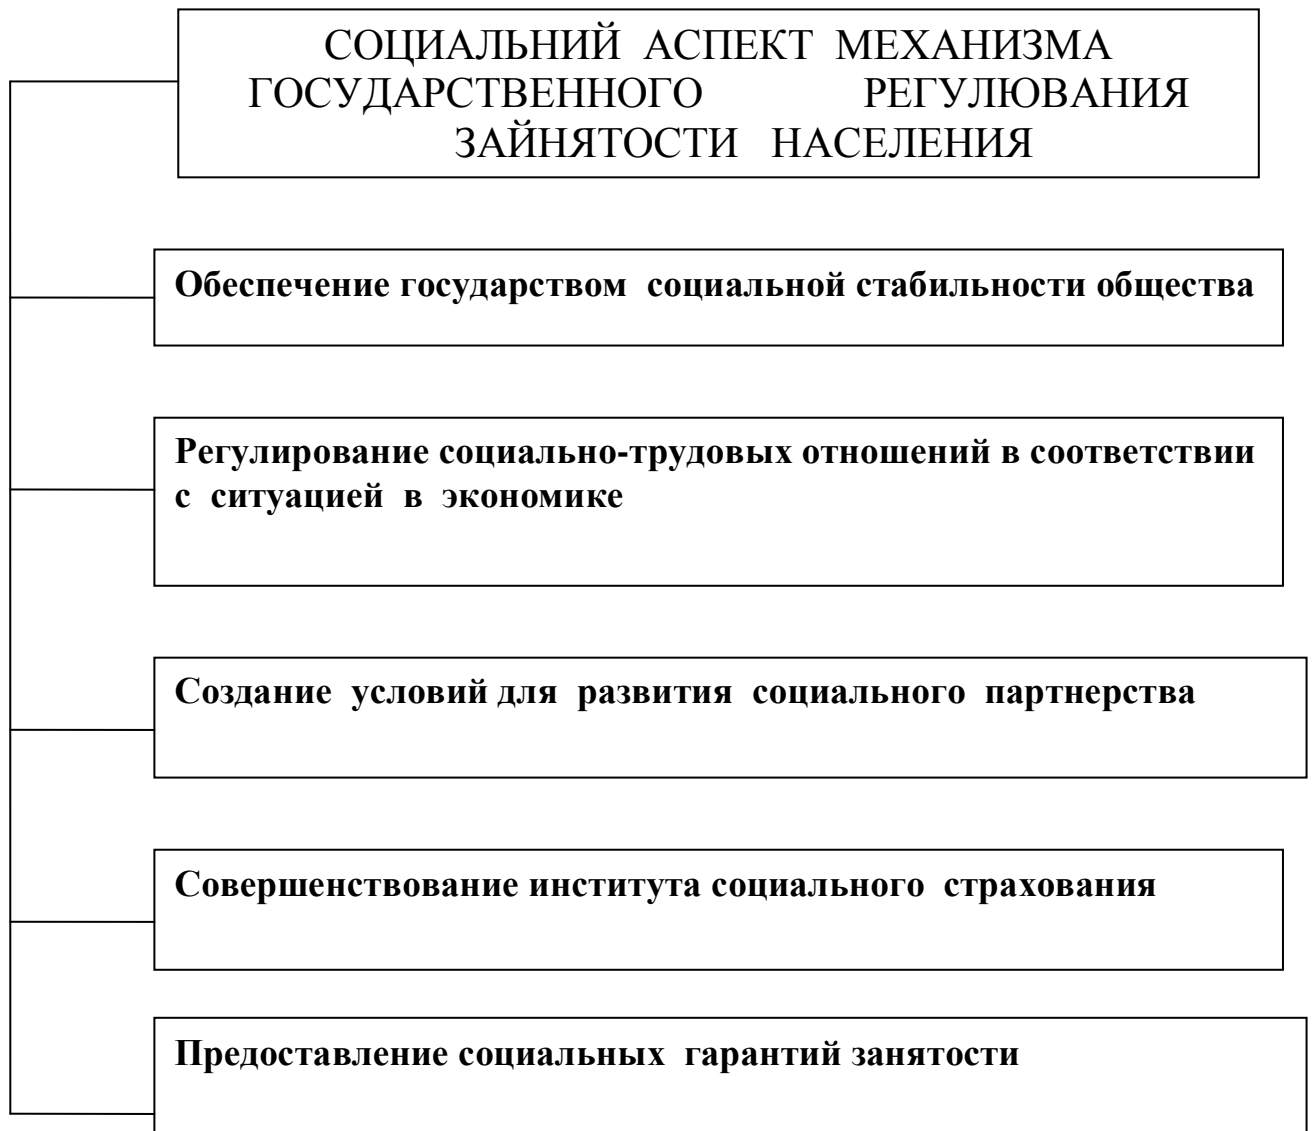 СОЦИАЛЬНИЙ АСПЕКТ МЕХАНИЗМА
ГОСУДАРСТВЕННОГО РЕГУЛЮВАНИЯ
ЗАЙНЯТОСТИ НАСЕЛЕНИЯ
Обеспечение государством социальной стабильности общества
Регулирование социально-трудовых отношений в соответствии
с ситуацией в экономике
Создание условий для развития социального партнерства
Совершенствование института социального страхования
Предоставление социальных гарантий занятости